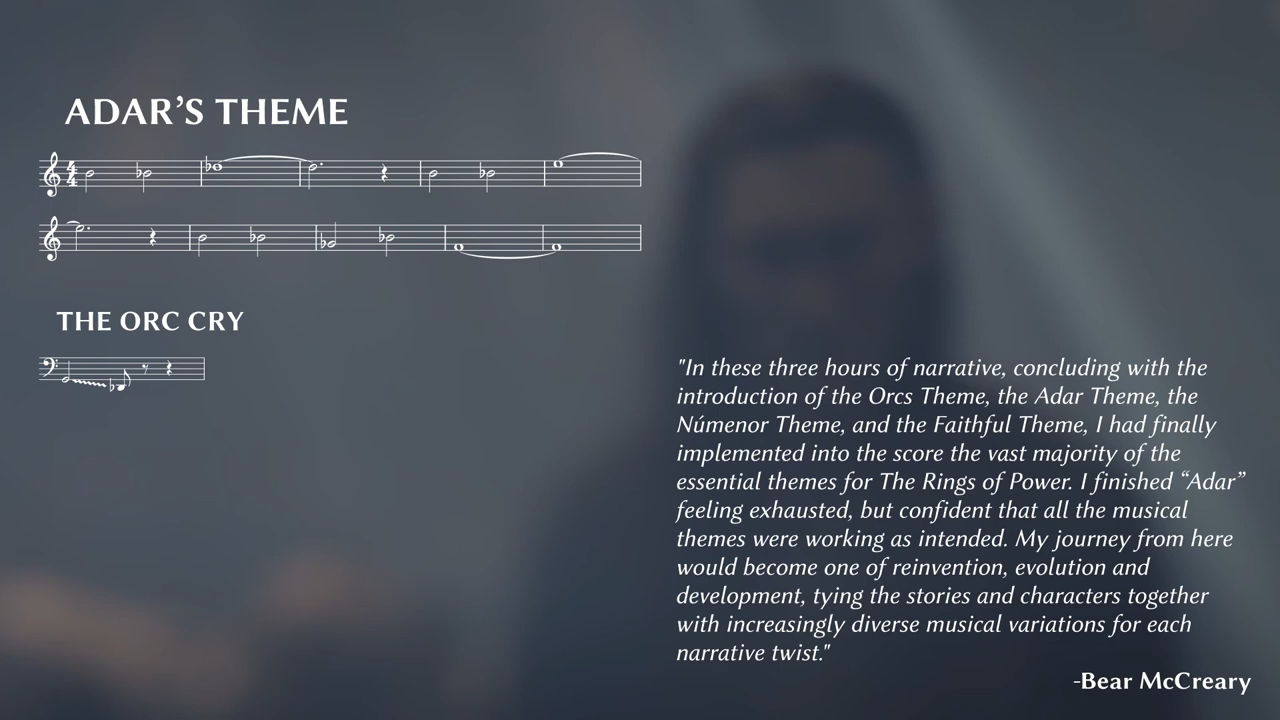 ADAR’S THEME
THE ORC CRY
"In these three hours of narrative, concluding with the
introduction of the Orcs Theme, the Adar Theme, the
Númenor Theme, and the Faithful Theme, I had finally
implemented into the score the vast majority of the
essential themes for The Rings of Power. I finished “Adar”
feeling exhausted, but confident that all the musical
themes were working as intended. My journey from here
would become one of reinvention, evolution and
development, tying the stories and characters together
with increasingly diverse musical variations for each
narrative twist."
-Bear McCreary